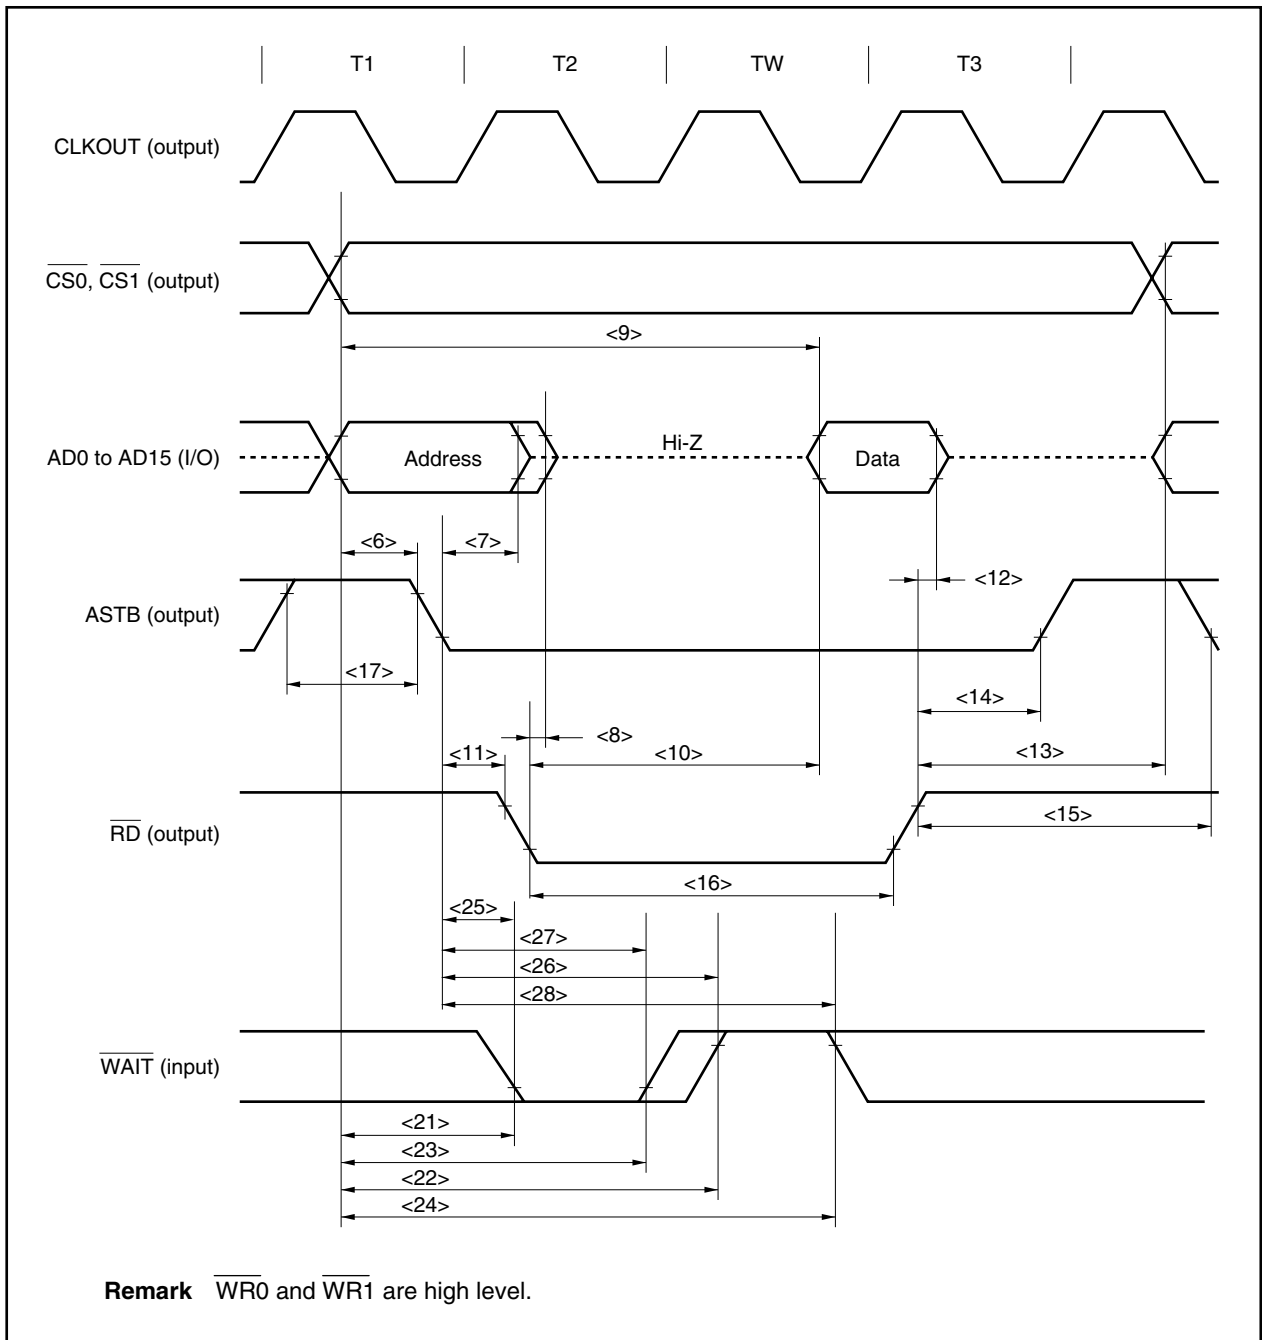 T1 T2 TW T3
CLKOUT (output)
CS0, CS1 (output)
<9>
AD0 to AD15 (I/O)
Address
Hi-Z
Data
<6>
<7>
<12>
ASTB (output)
<17>
<14>
<8>
<11>
<10>
<13>
RD (output)
<15>
<16>
<25>
<27>
<26>
<28>
WAIT (input)
<21>
<23>
<22>
<24>
Remark WR0 and WR1 are high level.